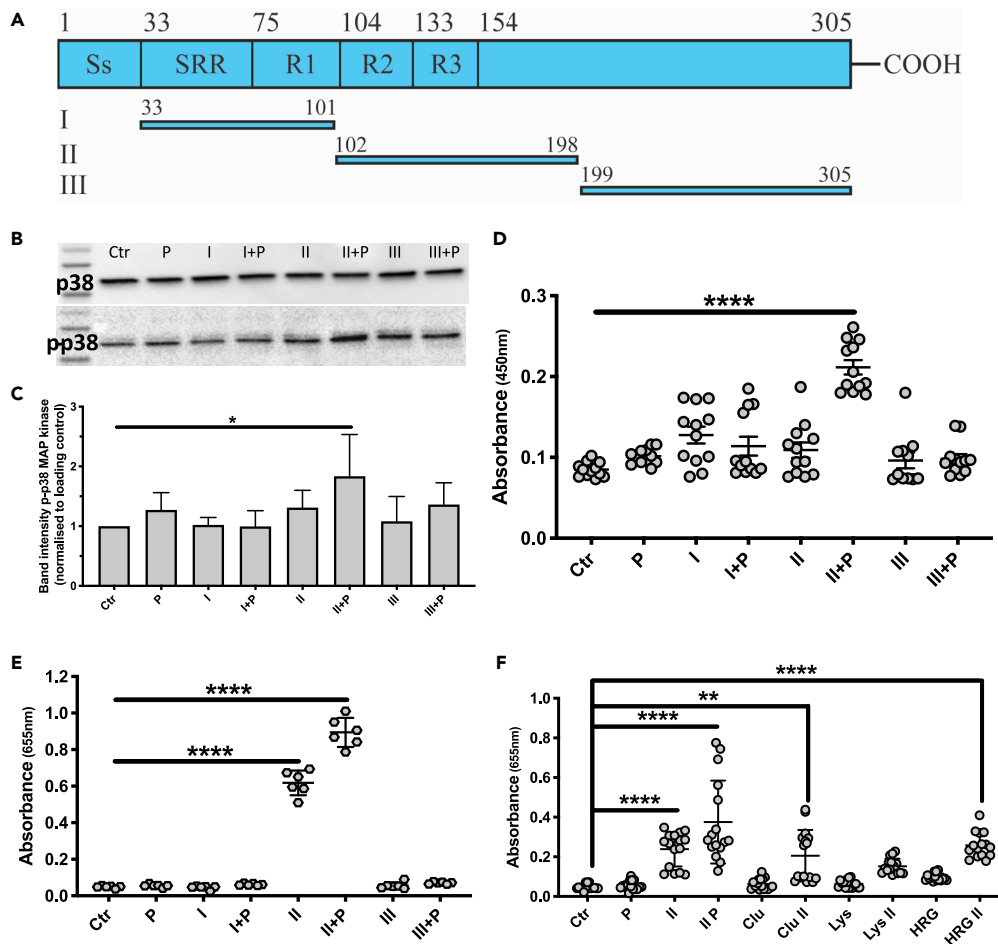 A
1 33 75 104 133 154 305
Ss SRR R1 R2 R3 COOH
I 33 101
II 102 198
III 199 305
B
Ctr P I I+P II II+P III III+P
p38
pp38
C
Band intensity p-p38 MAP kinase
(normalised to loading control)
3
2
1
0
*
Ctr P I I+P II II+P III III+P
D
Absorbance (450nm)
0.3
0.2
0.1
0.0
****
Ctr P I I+P II II+P III III+P
E
Absorbance (655nm)
1.2
1.0
0.8
0.6
0.4
0.2
0.0
****
****
Ctr P I I+P II II+P III III+P
F
Absorbance (655nm)
1.0
0.8
0.6
0.4
0.2
0.0
****
**
****
****
Ctr P II II P Clu Clu II Lys Lys II HRG HRG II